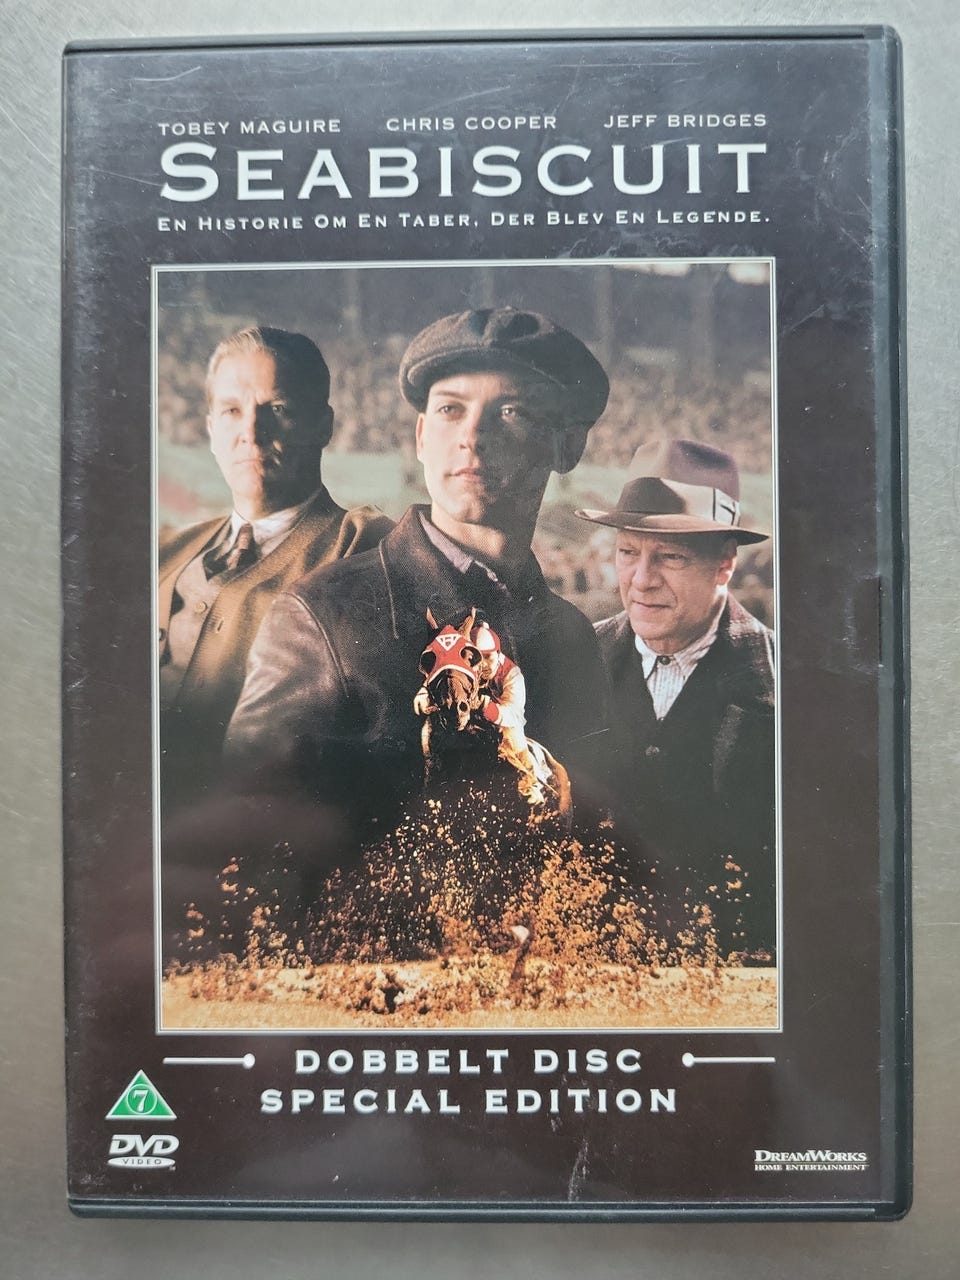 TOBEY MAGUIRE CHRIS COOPER JEFF BRIDGES
SEABISCUIT
EN HISTORIE OM EN TABER, DER BLEV EN LEGENDE.
H
DOBBELT DISC
SPECIAL EDITION
7
DVD
VIDEO
DREAMWORKS
HOME ENTERTAINMENT